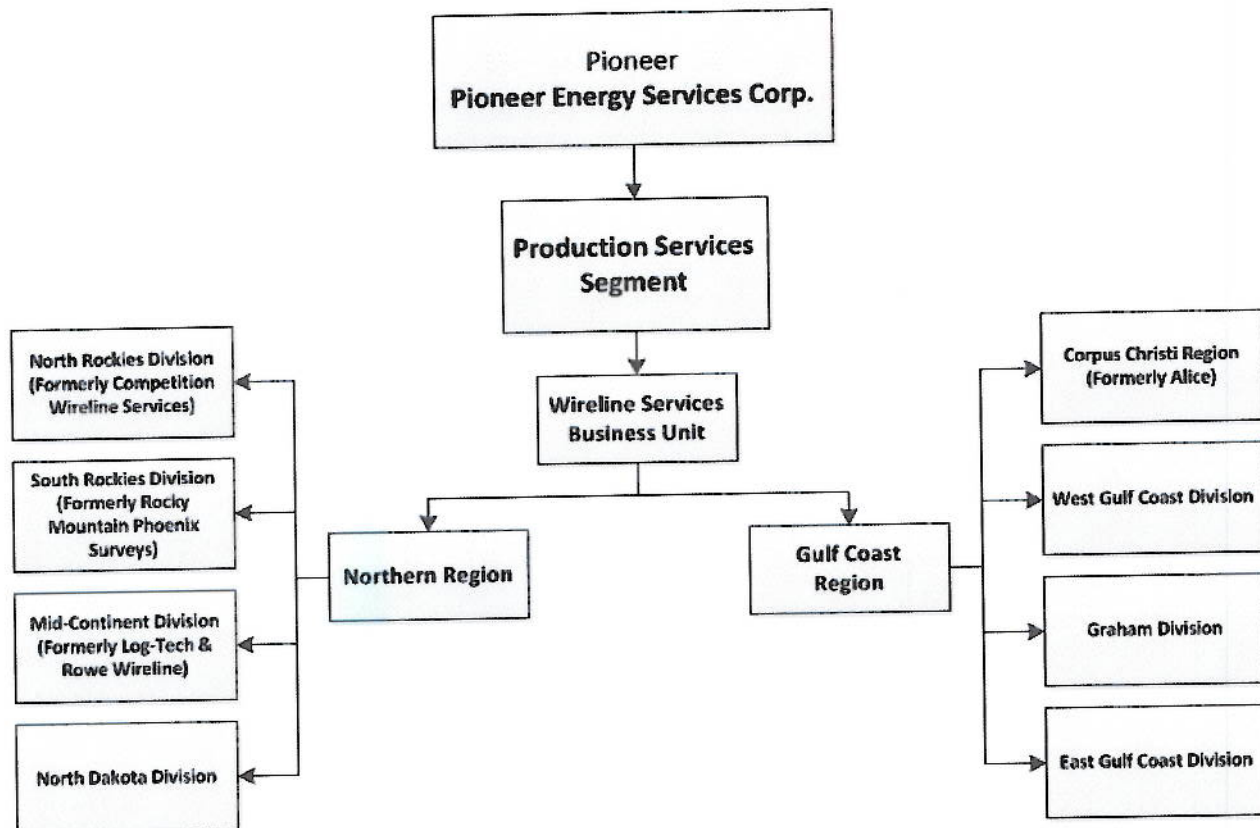 Pioneer
Pioneer Energy Services Corp.
Production Services
Segment
Wireline Services
Business Unit
Northern Region
Gulf Coast
Region
North Rockies Division
(Formerly Competition
Wireline Services)
South Rockies Division
(Formerly Rocky
Mountain Phoenix
Surveys)
Mid-Continent Division
(Formerly Log-Tech &
Rowe Wireline)
North Dakota Division
Corpus Christi Region
(Formerly Alice)
West Gulf Coast Division
Graham Division
East Gulf Coast Division